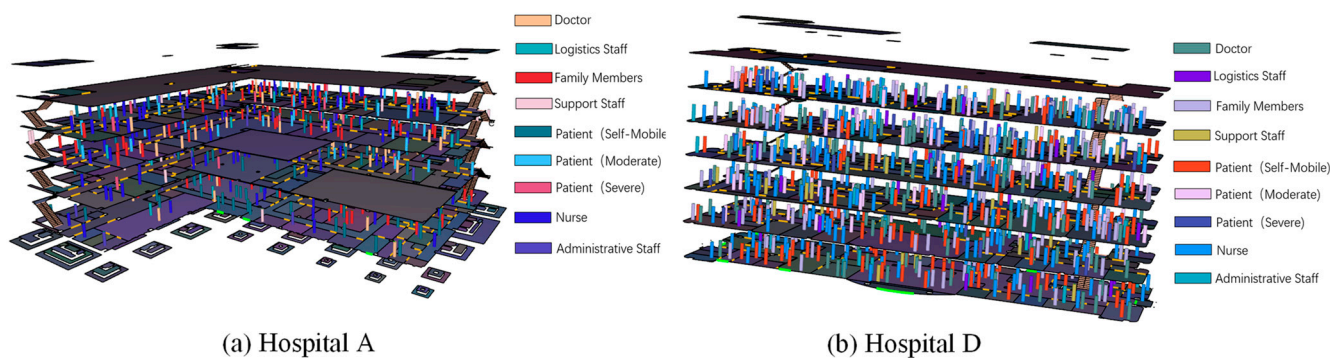 Doctor
Logistics Staff
Family Members
Support Staff
Patient (Self-Mobile
Patient (Moderate)
Patient (Severe)
Nurse
Administrative Staff
(a) Hospital A
Doctor
Logistics Staff
Family Members
Support Staff
Patient (Self-Mobile)
Patient (Moderate)
Patient (Severe)
Nurse
Administrative Staff
(b) Hospital D